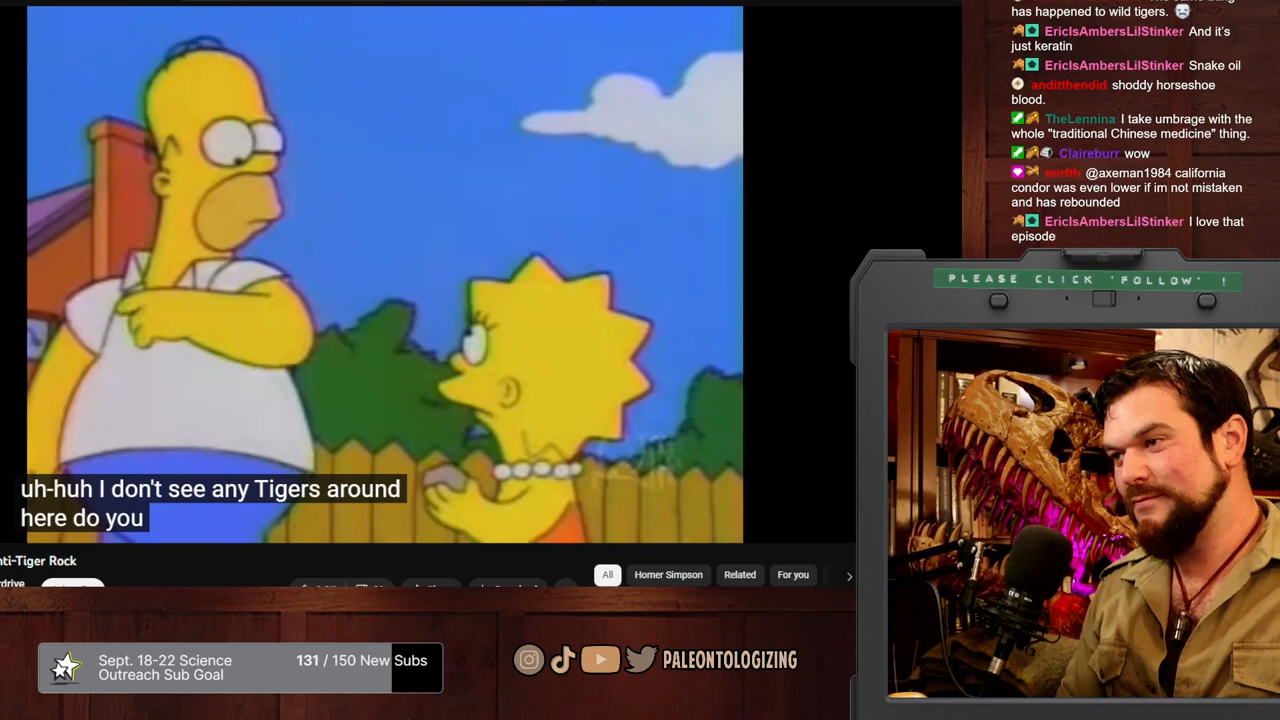 has happened to wild tigers.
EricIsAmbersLilStinker And it's
just keratin
EricIsAmbersLilStinker Snake oil
anditthendid shoddy horseshoe
blood.
TheLennina I take umbrage with the
whole "traditional Chinese medicine" thing.
Claireburr wow
mirfth @axeman1984 california
condor was even lower if im not mistaken
and has rebounded
EricIsAmbersLilStinker I love that
episode
PLEASE CLICK 'FOLLOW' !
uh-huh I don't see any Tigers around
here do you
nti-Tiger Rock
rdrive
All Homer Simpson Related For you
Sept. 18-22 Science
Outreach Sub Goal
131 / 150 New Subs
PALEONTOLOGIZING